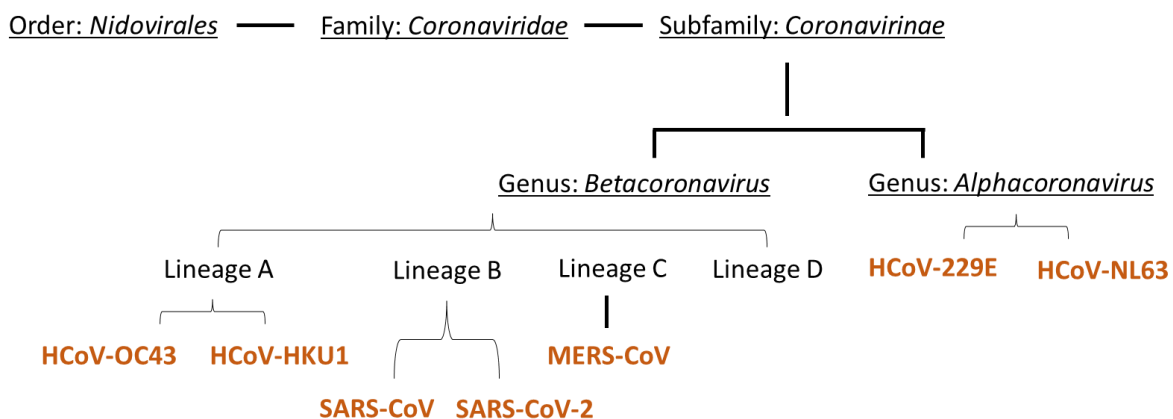 Order: Nidovirales
Family: Coronaviridae
Subfamily: Coronavirinae
Genus: Betacoronavirus
Genus: Alphacoronavirus
Lineage A
Lineage B
Lineage C
Lineage D
HCoV-229E
HCoV-NL63
HCoV-OC43
HCoV-HKU1
MERS-CoV
SARS-CoV
SARS-CoV-2